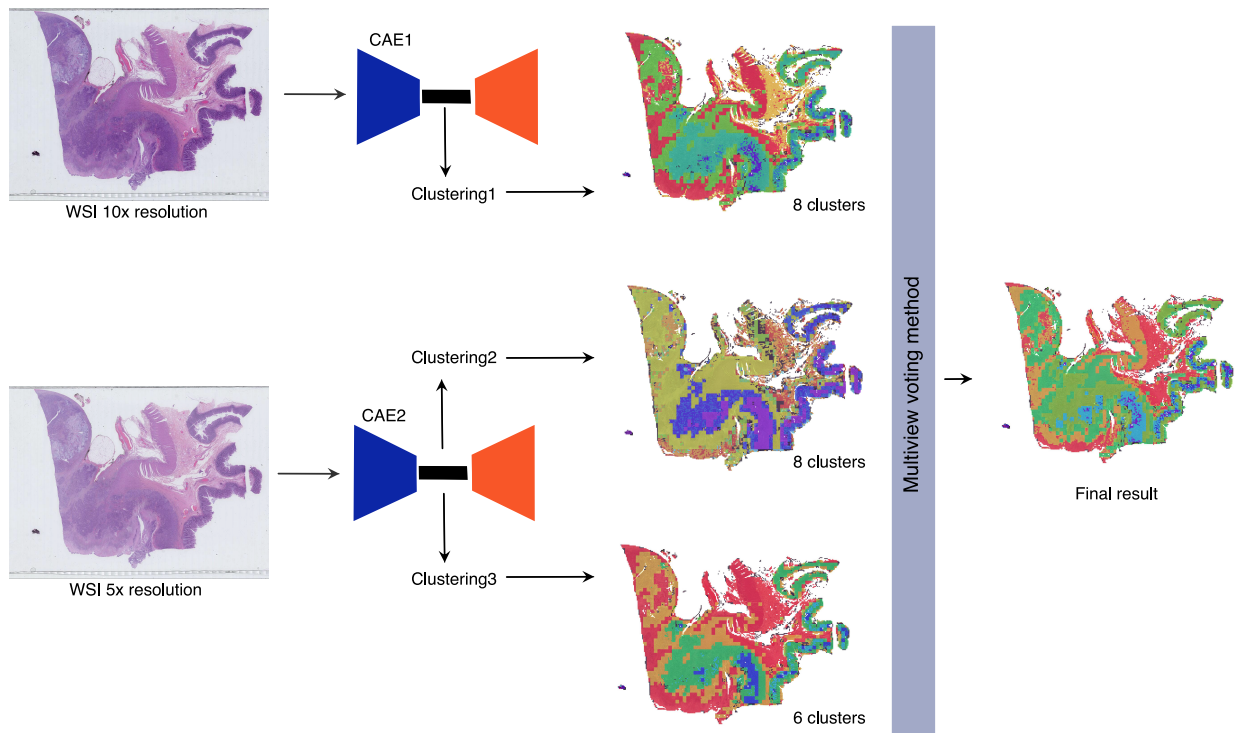 CAE1
Clustering1
WSI 10x resolution
8 clusters
Clustering2
CAE2
8 clusters
Clustering3
WSI 5x resolution
6 clusters
Multiview voting method
Final result